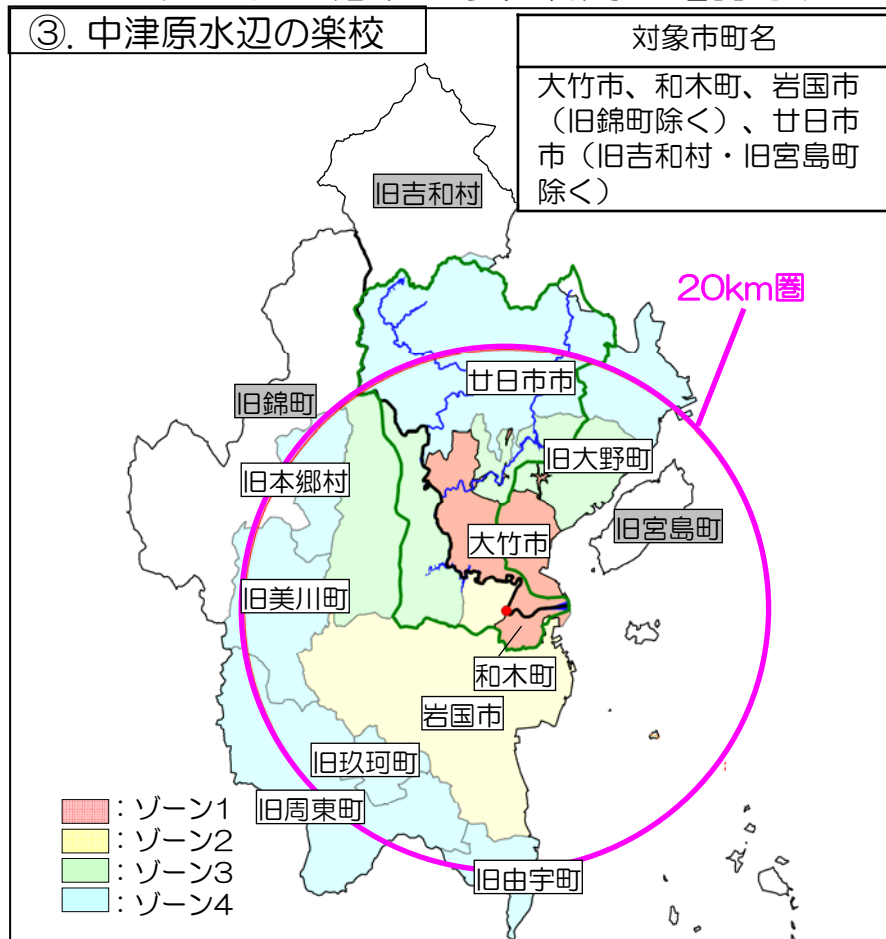 ③. 中津原水辺の楽校
対象市町名
大竹市、和木町、岩国市
（旧錦町除く）、廿日市
市（旧吉和村・旧宮島町
除く）
旧吉和村
20km圏
廿日市市
旧錦町
旧大野町
旧本郷村
旧宮島町
大竹市
旧美川町
和木町
岩国市
旧玖珂町
旧周東町
旧由宇町
：ゾーン1
：ゾーン2
：ゾーン3
：ゾーン4